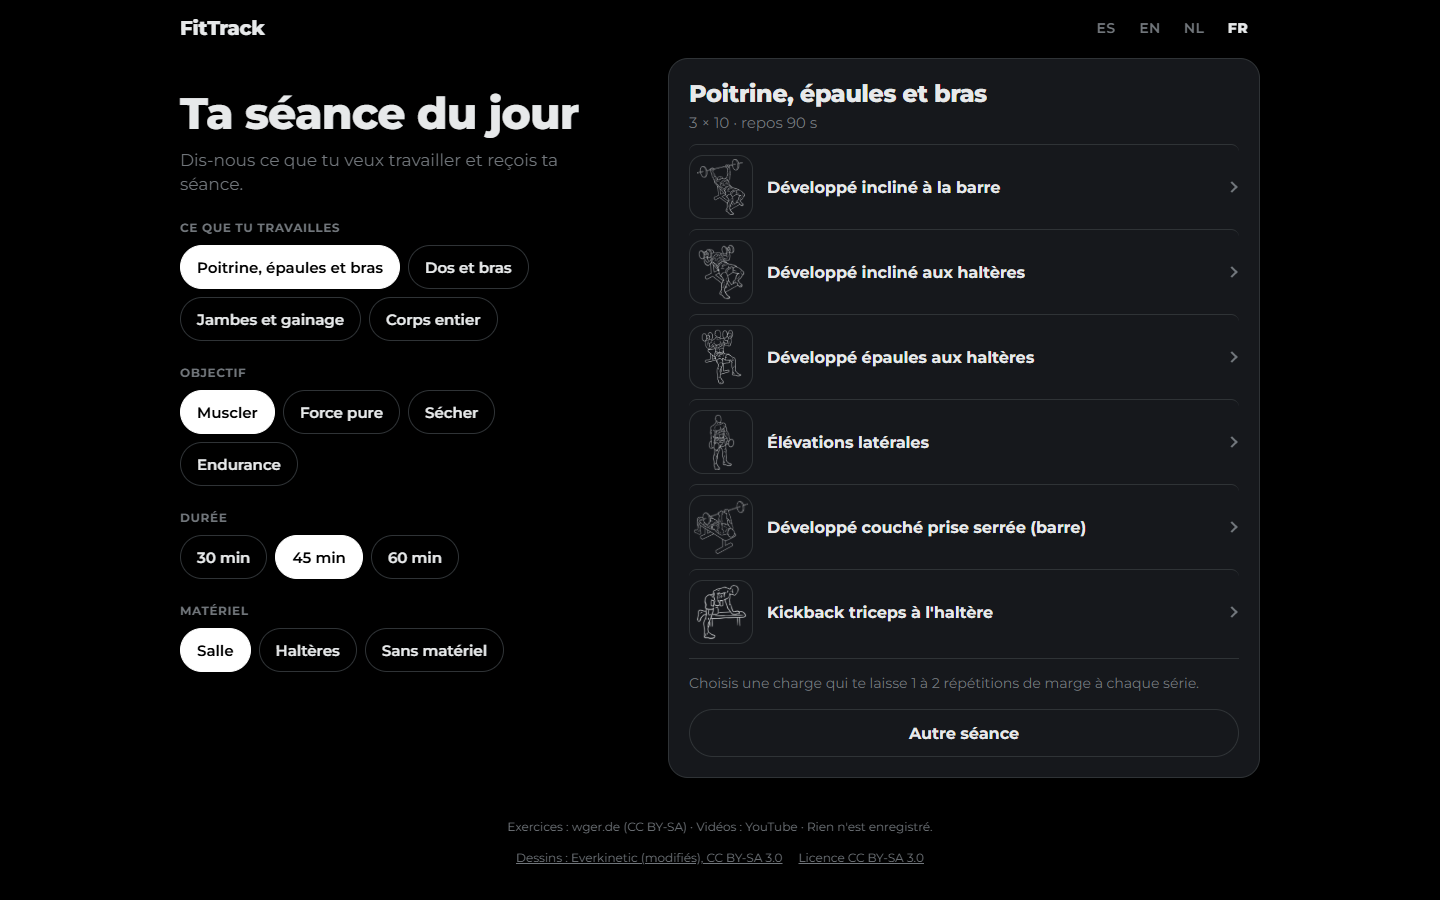 FitTrack
ES EN NL FR
Ta séance du jour
Dis-nous ce que tu veux travailler et reçois ta
séance.
CE QUE TU TRAVAILLES
Poitrine, épaules et bras
Dos et bras
Jambes et gainage
Corps entier
OBJECTIF
Muscler
Force pure
Sécher
Endurance
DURÉE
30 min
45 min
60 min
MATÉRIEL
Salle
Haltères
Sans matériel
Poitrine, épaules et bras
3 × 10 · repos 90 s
Développé incliné à la barre
Développé incliné aux haltères
Développé épaules aux haltères
Élévations latérales
Développé couché prise serrée (barre)
Kickback triceps à l'haltère
Choisis une charge qui te laisse 1 à 2 répétitions de marge à chaque série.
Autre séance
Exercices : wger.de (CC BY-SA) · Vidéos : YouTube · Rien n'est enregistré.
Dessins : Everkinetic (modifiés), CC BY-SA 3.0 Licence CC BY-SA 3.0